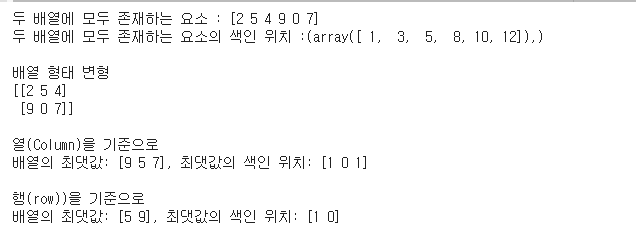 두 배열에 모두 존재하는 요소 : [2 5 4 9 0 7]
두 배열에 모두 존재하는 요소의 색인 위치 :(array([ 1,  3,  5,  8, 10, 12]),)
배열 형태 변형
[[2 5 4]
 [9 0 7]]
열(Column)을 기준으로
배열의 최댓값: [9 5 7], 최댓값의 색인 위치: [1 0 1]
행(row))을 기준으로
배열의 최댓값: [5 9], 최댓값의 색인 위치: [1 0]